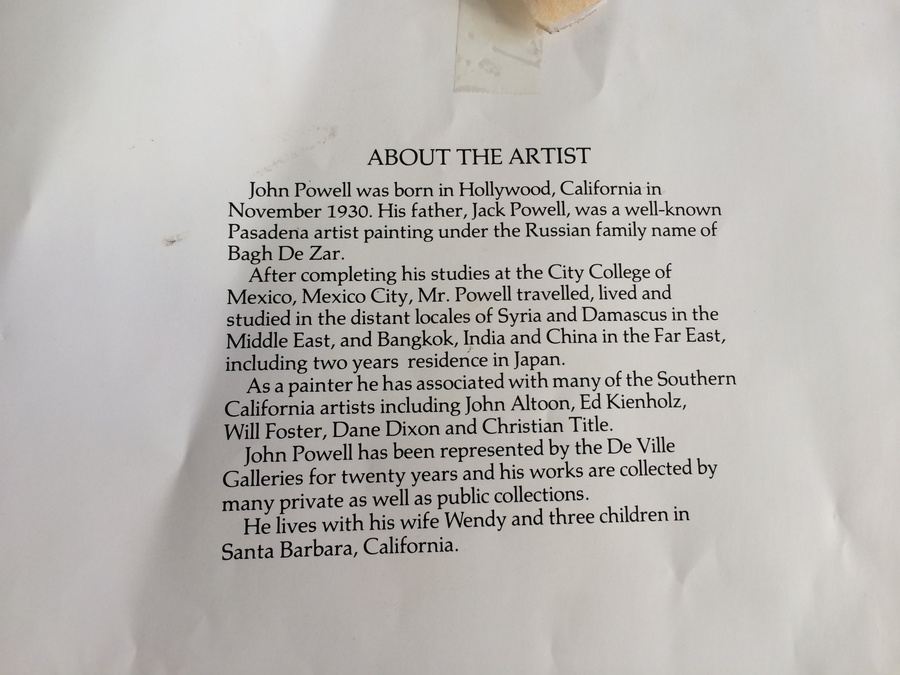 ABOUT THE ARTIST
John Powell was born in Hollywood, California in
November 1930. His father, Jack Powell, was a well-known
Pasadena artist painting under the Russian family name of
Bagh De Zar.
After completing his studies at the City College of
Mexico, Mexico City, Mr. Powell travelled, lived and
studied in the distant locales of Syria and Damascus in the
Middle East, and Bangkok, India and China in the Far East,
including two years residence in Japan.
As a painter he has associated with many of the Southern
California artists including John Altoon, Ed Kienholz,
Will Foster, Dane Dixon and Christian Title.
John Powell has been represented by the De Ville
Galleries for twenty years and his works are collected by
many private as well as public collections.
He lives with his wife Wendy and three children in
Santa Barbara, California.